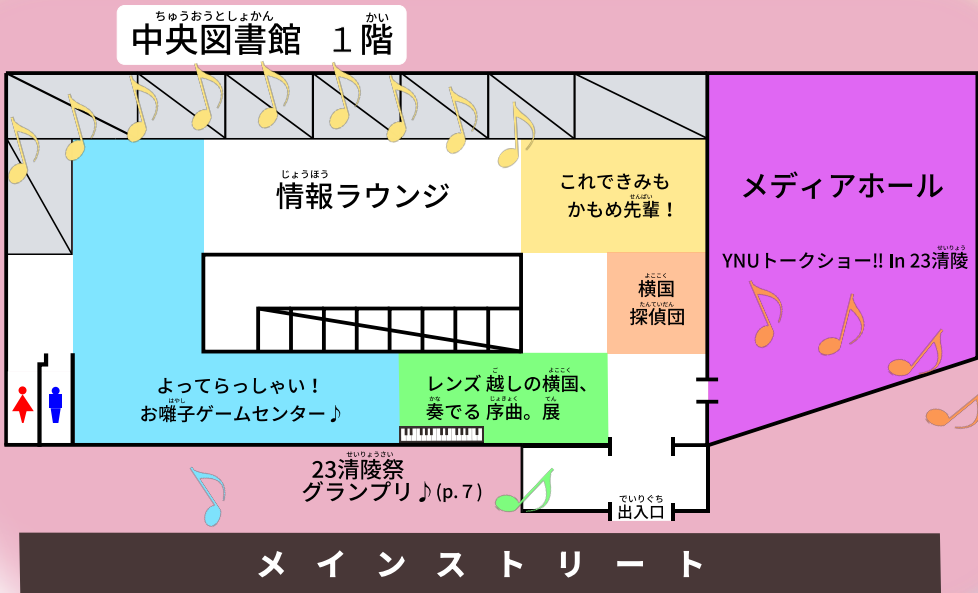 ちゅうおうとしょかん かい
中央図書館 1階
じょうほう
情報ラウンジ
これできみも
せんぱい
かもめ先輩！
メディアホール
せいりょう
YNUトークショー!! In 23清陵
よここく
横国
たんていだん
探偵団
よってらっしゃい！
はやし
お囃子ゲームセンター♪
ご よここく
レンズ 越しの横国、
かな じょきょく てん
奏でる 序曲。展
せいりょうさい
23清陵祭
グランプリ♪(p.７)
でいりぐち
出入口
メインストリート